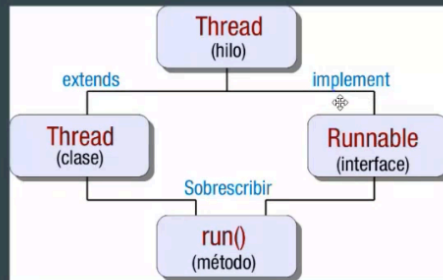 Thread
(hilo)
extends
implement
Thread
(clase)
Runnable
(interface)
Sobrescribir
run()
(método)